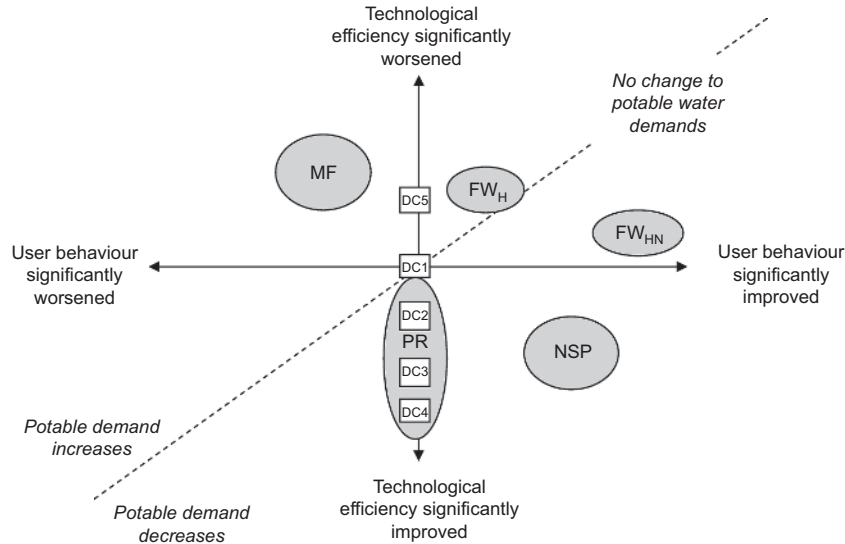 Technological
efficiency significantly
worsened
No change to
potable water
demands
MF
DC5
FW_H
FW_HN
User behaviour
significantly
worsened
DC1
User behaviour
significantly
improved
DC2
PR
NSP
DC3
DC4
Potable demand
increases
Potable demand
decreases
Technological
efficiency significantly
improved